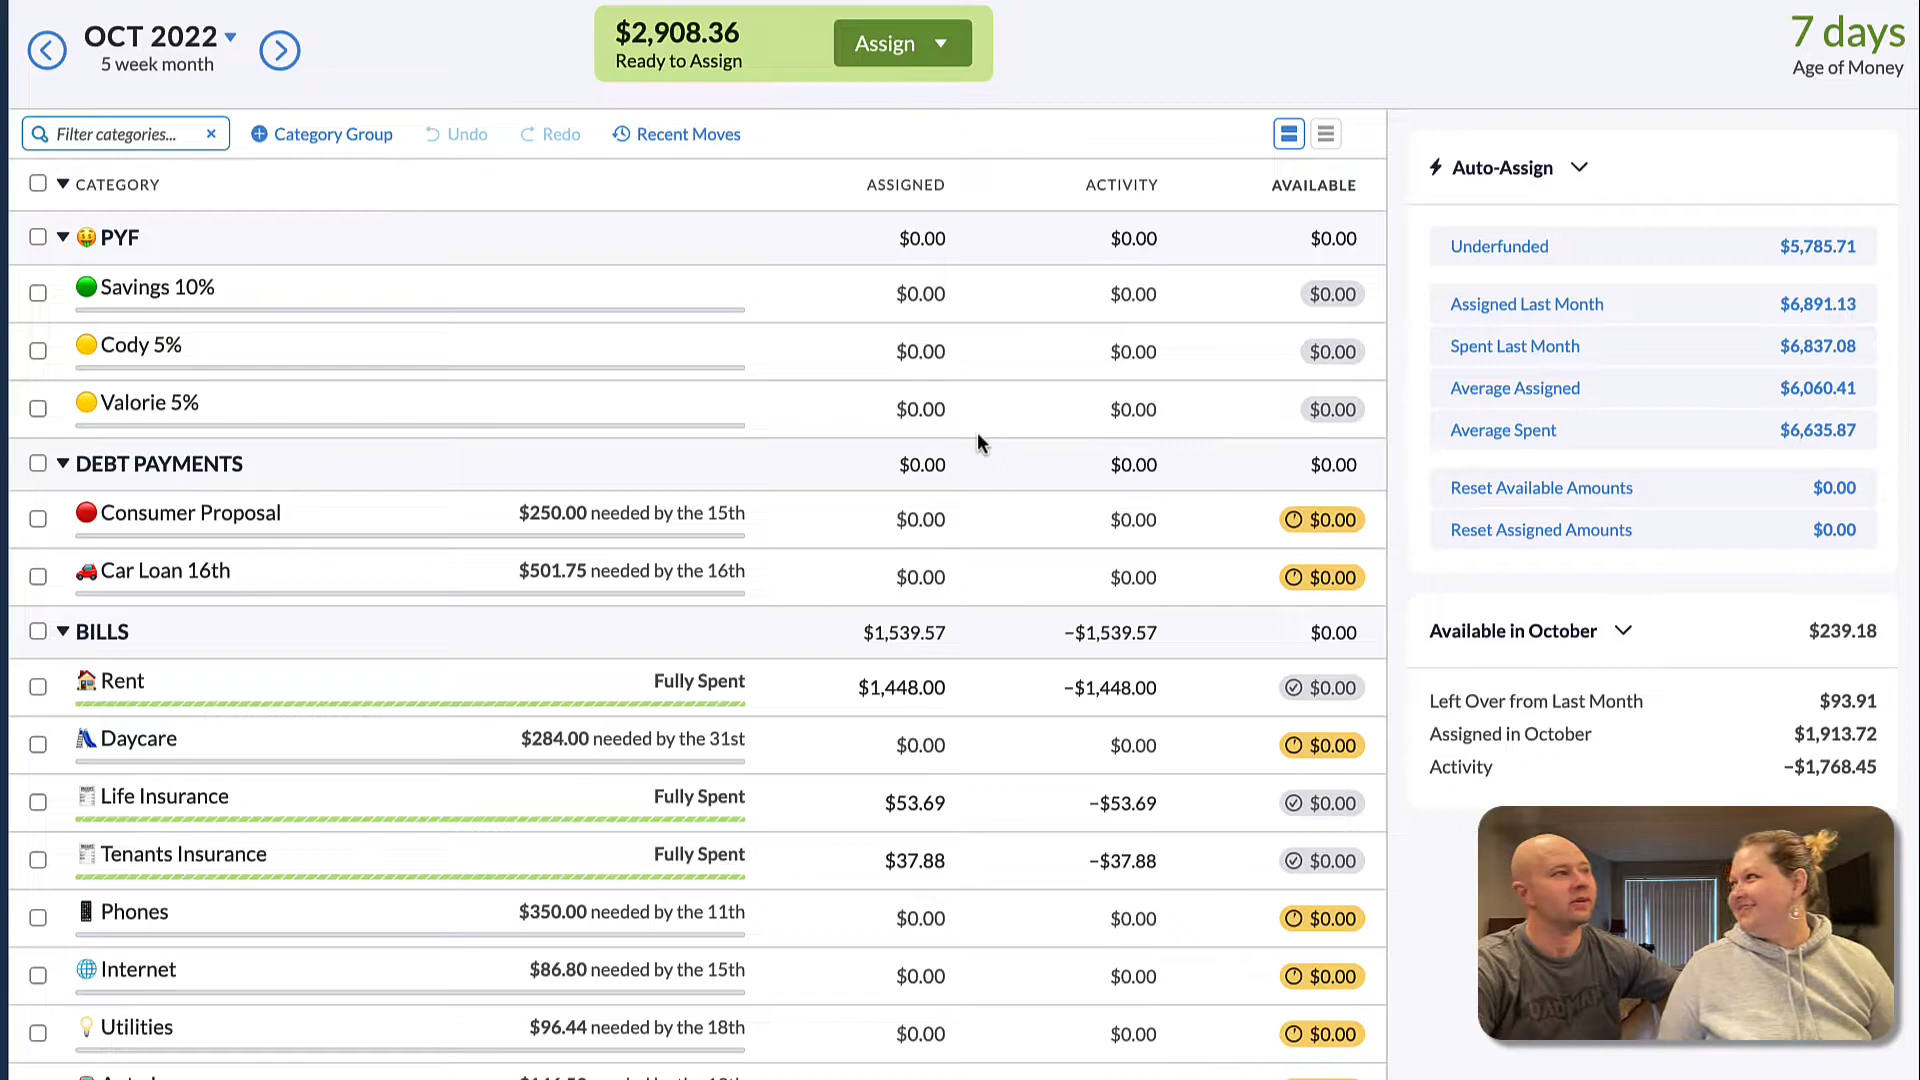 OCT 2022
5 week month
$2,908.36
Ready to Assign
Assign
7 days
Age of Money
Filter categories...
Category Group
Undo
Redo
Recent Moves
CATEGORY ASSIGNED ACTIVITY AVAILABLE
PYF $0.00 $0.00 $0.00
Savings 10% $0.00 $0.00 $0.00
Cody 5% $0.00 $0.00 $0.00
Valorie 5% $0.00 $0.00 $0.00
DEBT PAYMENTS $0.00 $0.00 $0.00
Consumer Proposal $250.00 needed by the 15th $0.00 $0.00 $0.00
Car Loan 16th $501.75 needed by the 16th $0.00 $0.00 $0.00
BILLS $1,539.57 −$1,539.57 $0.00
Rent Fully Spent $1,448.00 −$1,448.00 $0.00
Daycare $284.00 needed by the 31st $0.00 $0.00 $0.00
Life Insurance Fully Spent $53.69 −$53.69 $0.00
Tenants Insurance Fully Spent $37.88 −$37.88 $0.00
Phones $350.00 needed by the 11th $0.00 $0.00 $0.00
Internet $86.80 needed by the 15th $0.00 $0.00 $0.00
Utilities $96.44 needed by the 18th $0.00 $0.00 $0.00
Auto-Assign
Underfunded $5,785.71
Assigned Last Month $6,891.13
Spent Last Month $6,837.08
Average Assigned $6,060.41
Average Spent $6,635.87
Reset Available Amounts $0.00
Reset Assigned Amounts $0.00
Available in October $239.18
Left Over from Last Month $93.91
Assigned in October $1,913.72
Activity −$1,768.45